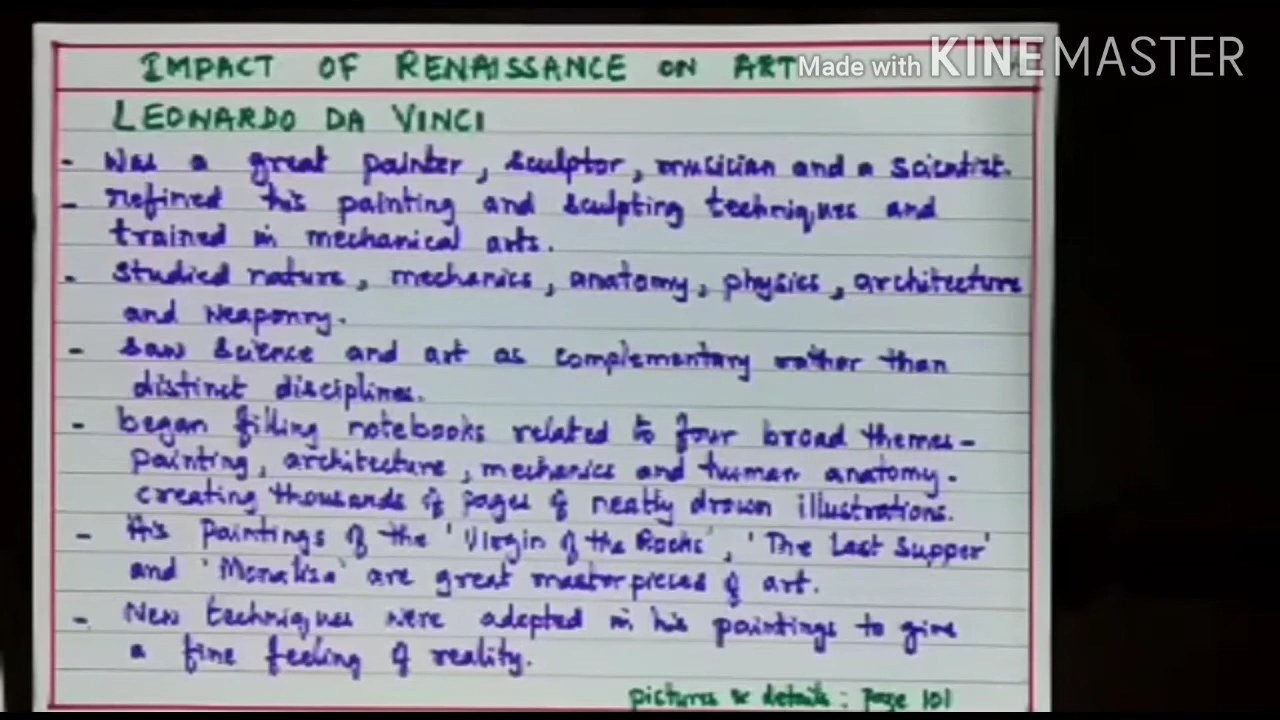 IMPACT OF RENAISSANCE ON ART
Made with KINEMASTER
LEONARDO DA VINCI
- Was a great painter, sculptor, musician and a scientist.
- refined his painting and sculpting techniques and
trained in mechanical arts.
- studied nature, mechanics, anatomy, physics, architecture
and weaponry.
- saw science and art as complementary rather than
distinct disciplines.
- began filling notebooks related to four broad themes -
painting, architecture, mechanics and human anatomy.
creating thousands of pages of neatly drawn illustrations.
- His paintings of the 'Virgin of the Rocks', 'The Last Supper'
and 'Monalisa' are great masterpieces of art.
- New techniques were adopted in his paintings to give
a fine feeling of reality.
pictures & details: page 101